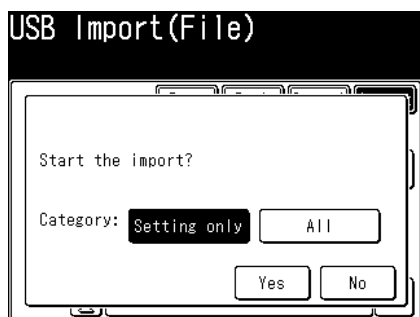 USB Import(File)
Start the import?
Category: Setting only All
Yes No